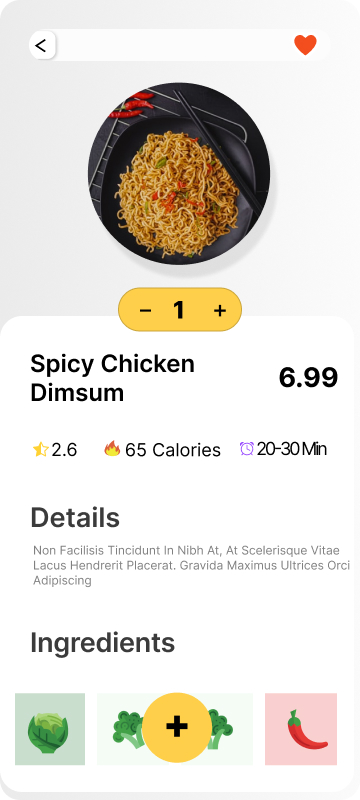 <
− 1 +
Spicy Chicken
Dimsum
6.99
2.6 65 Calories 20-30 Min
Details
Non Facilisis Tincidunt In Nibh At, At Scelerisque Vitae
Lacus Hendrerit Placerat. Gravida Maximus Ultrices Orci
Adipiscing
Ingredients
+